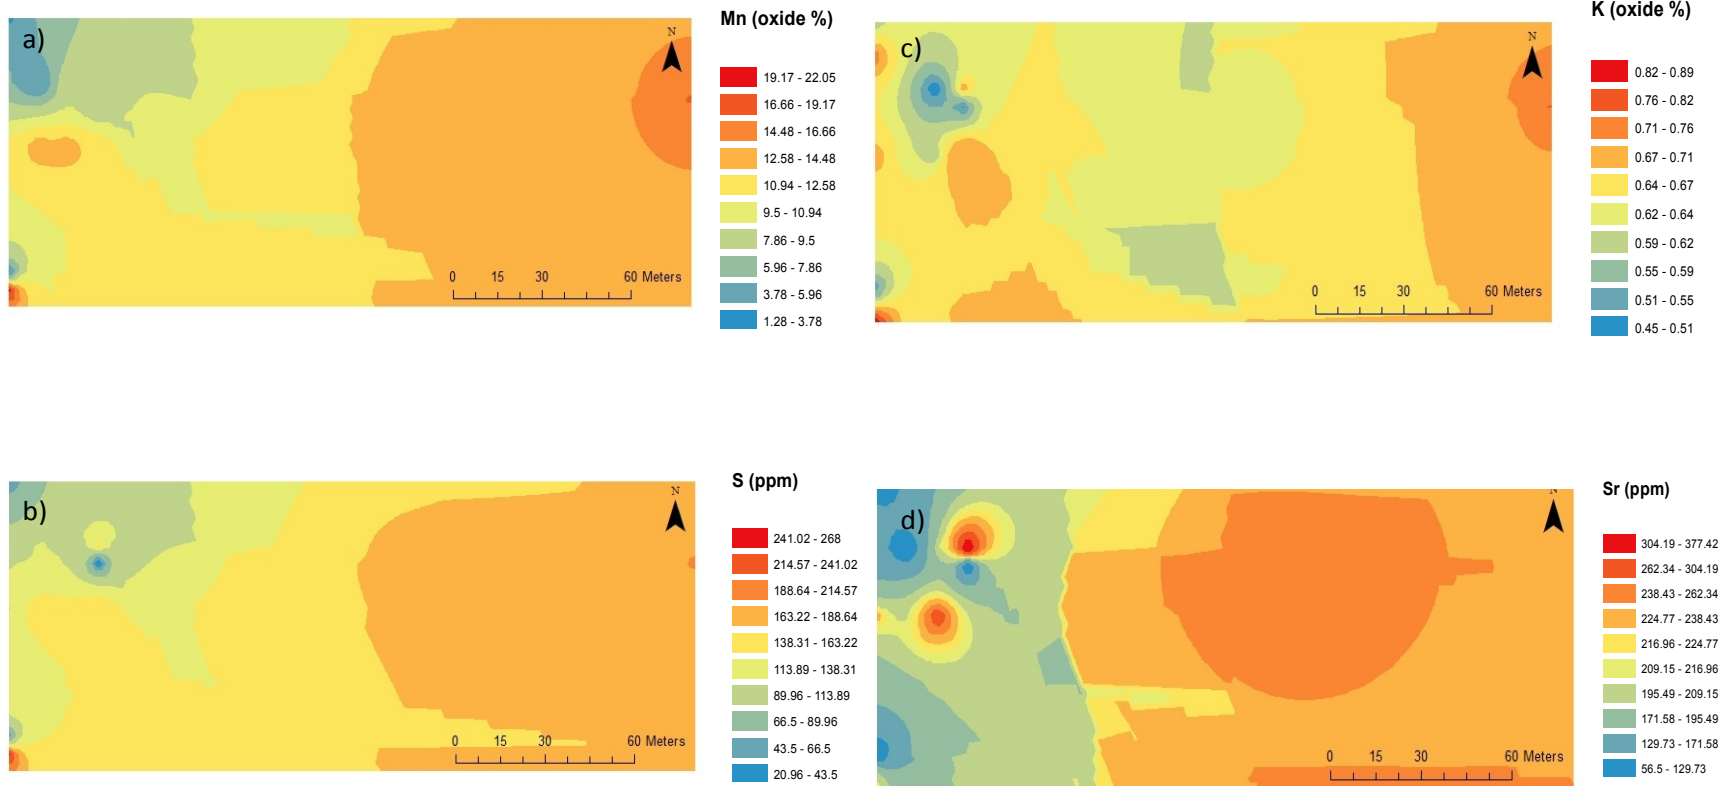 a)
N
0 15 30 60 Meters
Mn (oxide %)
19.17 - 22.05
16.66 - 19.17
14.48 - 16.66
12.58 - 14.48
10.94 - 12.58
9.5 - 10.94
7.86 - 9.5
5.96 - 7.86
3.78 - 5.96
1.28 - 3.78
c)
N
0 15 30 60 Meters
K (oxide %)
0.82 - 0.89
0.76 - 0.82
0.71 - 0.76
0.67 - 0.71
0.64 - 0.67
0.62 - 0.64
0.59 - 0.62
0.55 - 0.59
0.51 - 0.55
0.45 - 0.51
b)
N
0 15 30 60 Meters
S (ppm)
241.02 - 268
214.57 - 241.02
188.64 - 214.57
163.22 - 188.64
138.31 - 163.22
113.89 - 138.31
89.96 - 113.89
66.5 - 89.96
43.5 - 66.5
20.96 - 43.5
d)
N
0 15 30 60 Meters
Sr (ppm)
304.19 - 377.42
262.34 - 304.19
238.43 - 262.34
224.77 - 238.43
216.96 - 224.77
209.15 - 216.96
195.49 - 209.15
171.58 - 195.49
129.73 - 171.58
56.5 - 129.73